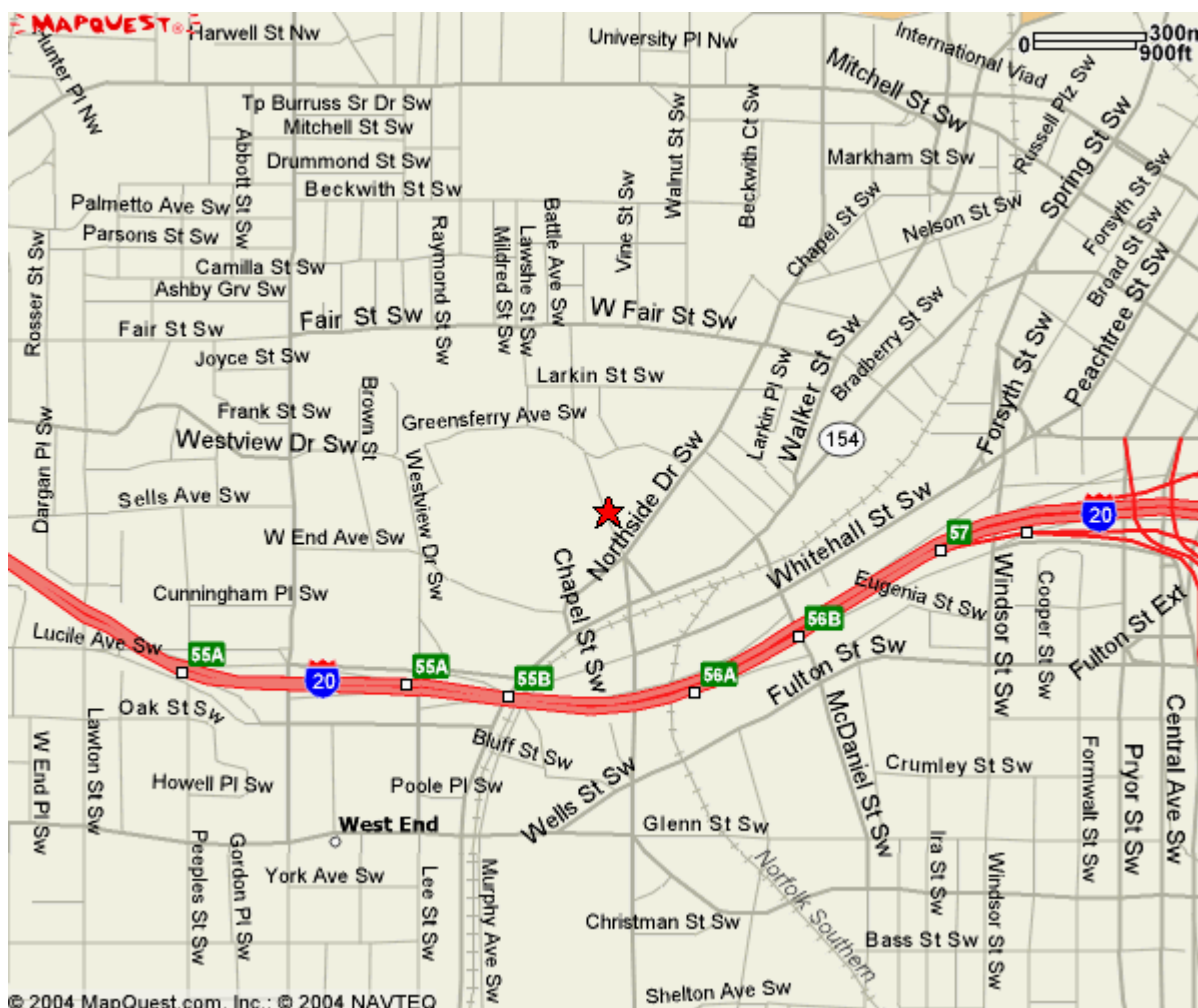 MAPQUEST®
Harwell St Nw
University Pl Nw
International Viad
0 300m
900ft
Hunter Pl Nw
Mitchell St Sw
Tp Burruss Sr Dr Sw
Mitchell St Sw
Abbott St Sw
Drummond St Sw
Beckwith St Sw
Walnut St Sw
Beckwith Ct Sw
Markham St Sw
Russell Plz Sw
Spring St Sw
Palmetto Ave Sw
Parsons St Sw
Raymond St Sw
Mildred St Sw
Lawshe St Sw
Battle Ave Sw
Vine St Sw
Chapel St Sw
Nelson St Sw
Forsyth St Sw
Broad St Sw
Peachtree St Sw
Rosser St Sw
Camilla St Sw
Ashby Grv Sw
Fair St Sw
Fair St Sw
W Fair St Sw
Joyce St Sw
Larkin St Sw
Larkin Pl Sw
Walker St Sw
Bradberry St Sw
Forsyth St Sw
Frank St Sw
Brown St
Greensferry Ave Sw
Westview Dr Sw
154
Dargan Pl Sw
Sells Ave Sw
Westview Dr Sw
Northside Dr Sw
Whitehall St Sw
57
20
W End Ave Sw
Chapel St Sw
Eugenia St Sw
Windsor St Sw
Cooper St Sw
Fulton St Ext
Cunningham Pl Sw
Lucile Ave Sw
55A
20
55A
55B
56A
56B
Fulton St Sw
Oak St Sw
Bluff St Sw
McDaniel St Sw
Central Ave Sw
W End Pl Sw
Lawton St Sw
Howell Pl Sw
Poole Pl Sw
Wells St Sw
Crumley St Sw
Formwalt St Sw
Pryor St Sw
West End
Glenn St Sw
Peeples St Sw
Gordon Pl Sw
York Ave Sw
Lee St Sw
Murphy Ave Sw
Norfolk Southern
Ira St Sw
Windsor St Sw
Christman St Sw
Bass St Sw
Shelton Ave Sw
© 2004 MapQuest.com, Inc.; © 2004 NAVTEQ